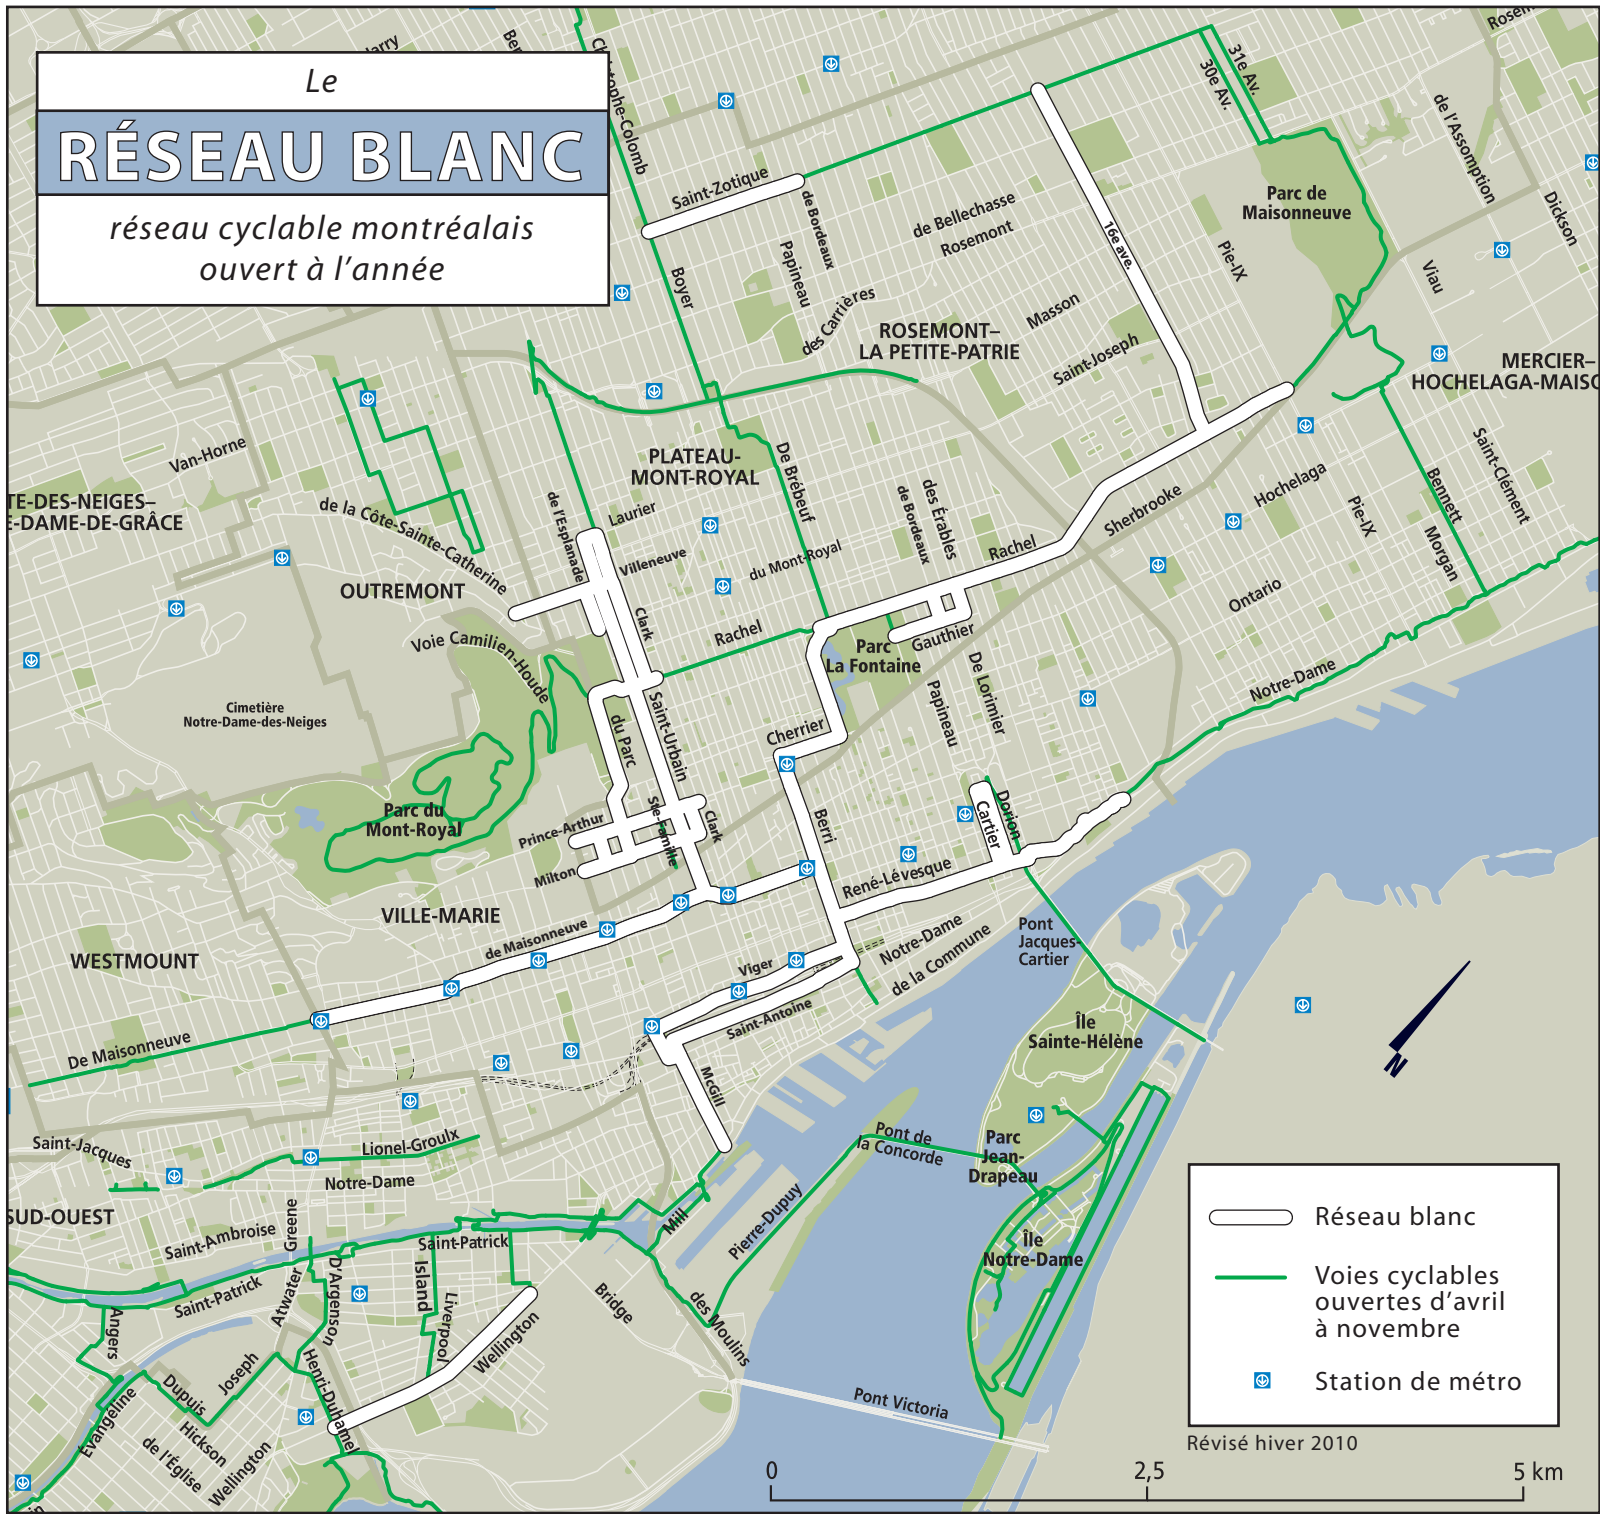 Le
RÉSEAU BLANC
réseau cyclable montréalais
ouvert à l'année
Christophe-Colomb
31e Av.
30e Av.
de l'Assomption
Dickson
Saint-Zotique
de Bordeaux
Papineau
Boyer
des Carrières
de Bellechasse
Rosemont
16e ave.
Pie-IX
Parc de
Maisonneuve
Viau
Masson
Saint-Joseph
ROSEMONT–
LA PETITE-PATRIE
MERCIER–
Van-Horne
PLATEAU-
MONT-ROYAL
De Brébeuf
Hochelaga
Saint-Clément
Bennett
Morgan
Pie-IX
Sherbrooke
Ontario
de la Côte-Sainte-Catherine
OUTREMONT
de l'Esplanade
Laurier
Villeneuve
du Mont-Royal
des Érables
de Bordeaux
Rachel
Clark
Rachel
Gauthier
Parc
La Fontaine
Voie Camilien-Houde
Cimetière
Notre-Dame-des-Neiges
Parc du
Mont-Royal
du Parc
Saint-Urbain
Cherrier
Papineau
De Lorimier
Notre-Dame
Prince-Arthur
Ste-Famille
Clark
Milton
Berri
Cartier
Dorion
René-Lévesque
VILLE-MARIE
WESTMOUNT
de Maisonneuve
Viger
Notre-Dame
de la Commune
Saint-Antoine
Pont
Jacques-
Cartier
Île
Sainte-Hélène
De Maisonneuve
McGill
N
Saint-Jacques
Lionel-Groulx
Notre-Dame
Pont de
la Concorde
Parc
Jean-
Drapeau
SUD-OUEST
Saint-Ambroise
Greene
Saint-Patrick
Mill
Pierre-Dupuy
Île
Notre-Dame
Saint-Patrick
Atwater
D'Argenson
Island
Liverpool
Wellington
Bridge
des Moulins
Angers
Joseph
Dupuis
Hickson
de l'Église
Wellington
Henri-Duhamel
Évangéline
Pont Victoria
Réseau blanc
Voies cyclables
ouvertes d'avril
à novembre
Station de métro
Révisé hiver 2010
0
2,5
5 km